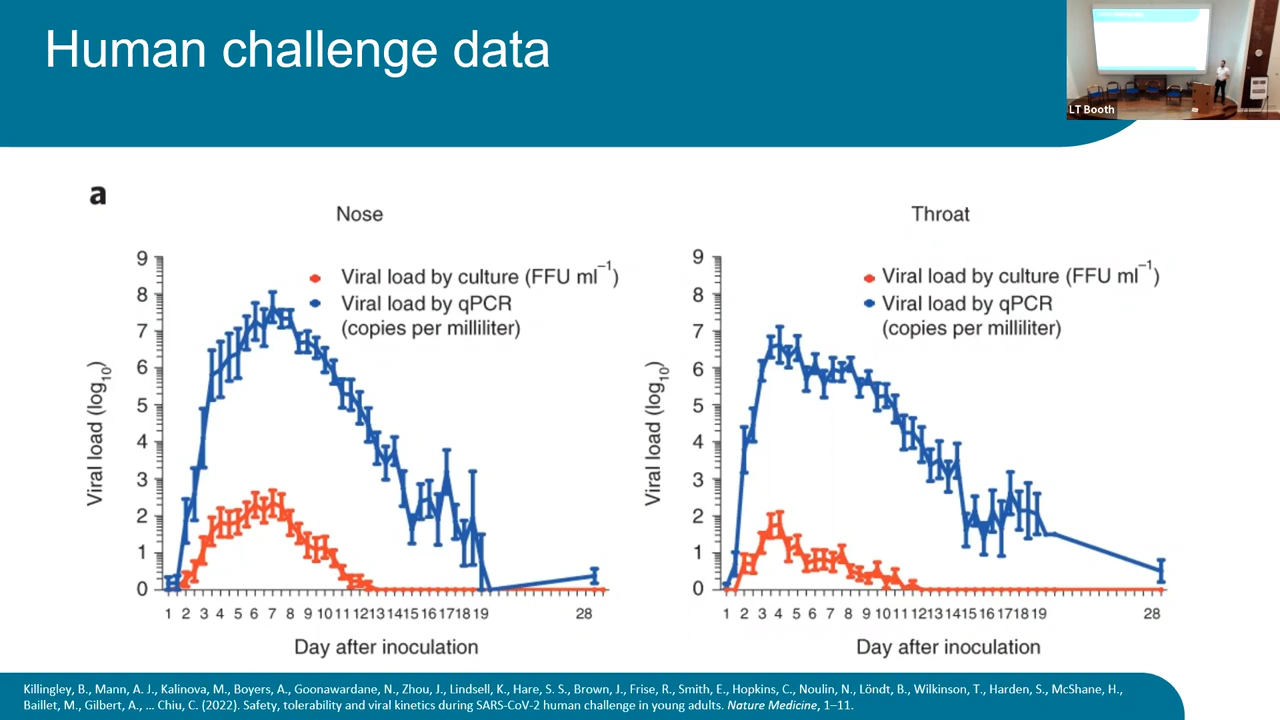 Human challenge data
LT Booth
a
Nose
Viral load by culture (FFU ml⁻¹)
Viral load by qPCR
(copies per milliliter)
Viral load (log₁₀)
9
8
7
6
5
4
3
2
1
0
1 2 3 4 5 6 7 8 9 10 11 12 13 14 15 16 17 18 19 28
Day after inoculation
Throat
Viral load by culture (FFU ml⁻¹)
Viral load by qPCR
(copies per milliliter)
Viral load (log₁₀)
9
8
7
6
5
4
3
2
1
0
1 2 3 4 5 6 7 8 9 10 11 12 13 14 15 16 17 18 19 28
Day after inoculation
Killingley, B., Mann, A. J., Kalinova, M., Boyers, A., Goonawardane, N., Zhou, J., Lindsell, K., Hare, S. S., Brown, J., Frise, R., Smith, E., Hopkins, C., Noulin, N., Löndt, B., Wilkinson, T., Harden, S., McShane, H.,
Baillet, M., Gilbert, A., … Chiu, C. (2022). Safety, tolerability and viral kinetics during SARS-CoV-2 human challenge in young adults. Nature Medicine, 1–11.